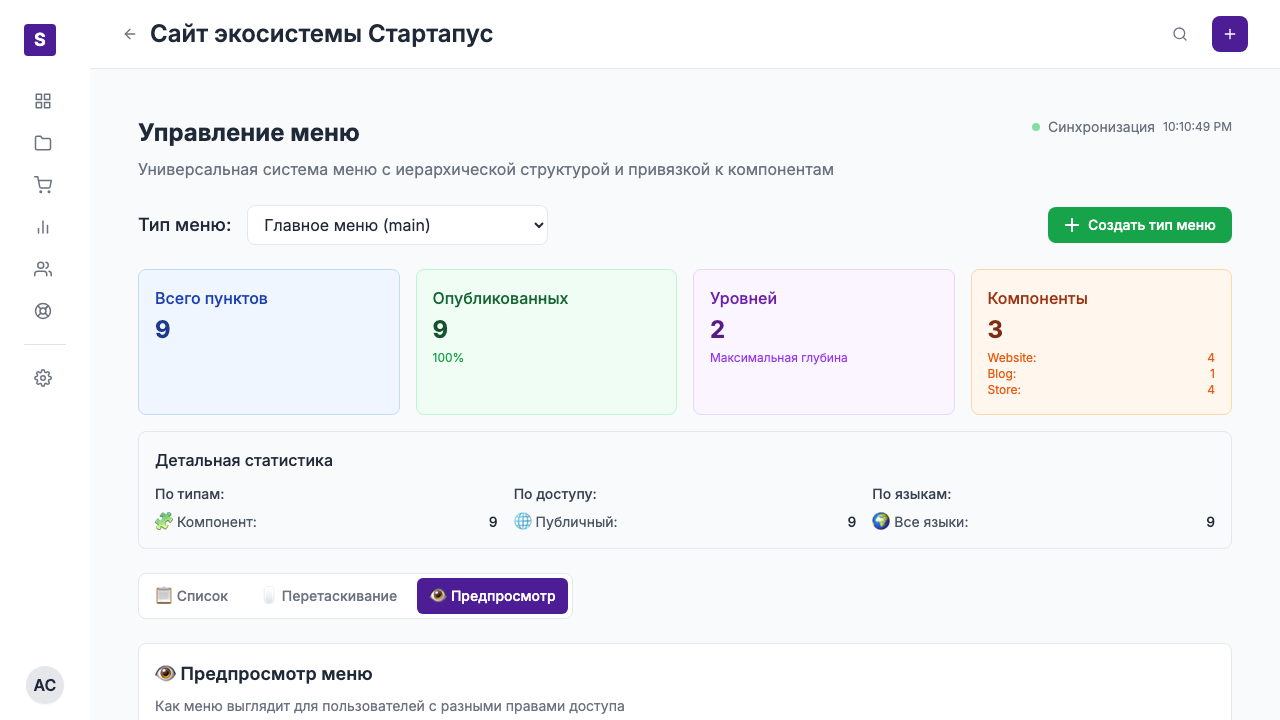 S
Сайт экосистемы Стартапус
Управление меню
Синхронизация 10:10:49 PM
Универсальная система меню с иерархической структурой и привязкой к компонентам
Тип меню: Главное меню (main)
Создать тип меню
Всего пунктов
9
Опубликованных
9
100%
Уровней
2
Максимальная глубина
Компоненты
3
Website: 4
Blog: 1
Store: 4
Детальная статистика
По типам:
Компонент: 9
По доступу:
Публичный: 9
По языкам:
Все языки: 9
Список Перетаскивание Предпросмотр
Предпросмотр меню
Как меню выглядит для пользователей с разными правами доступа
AC